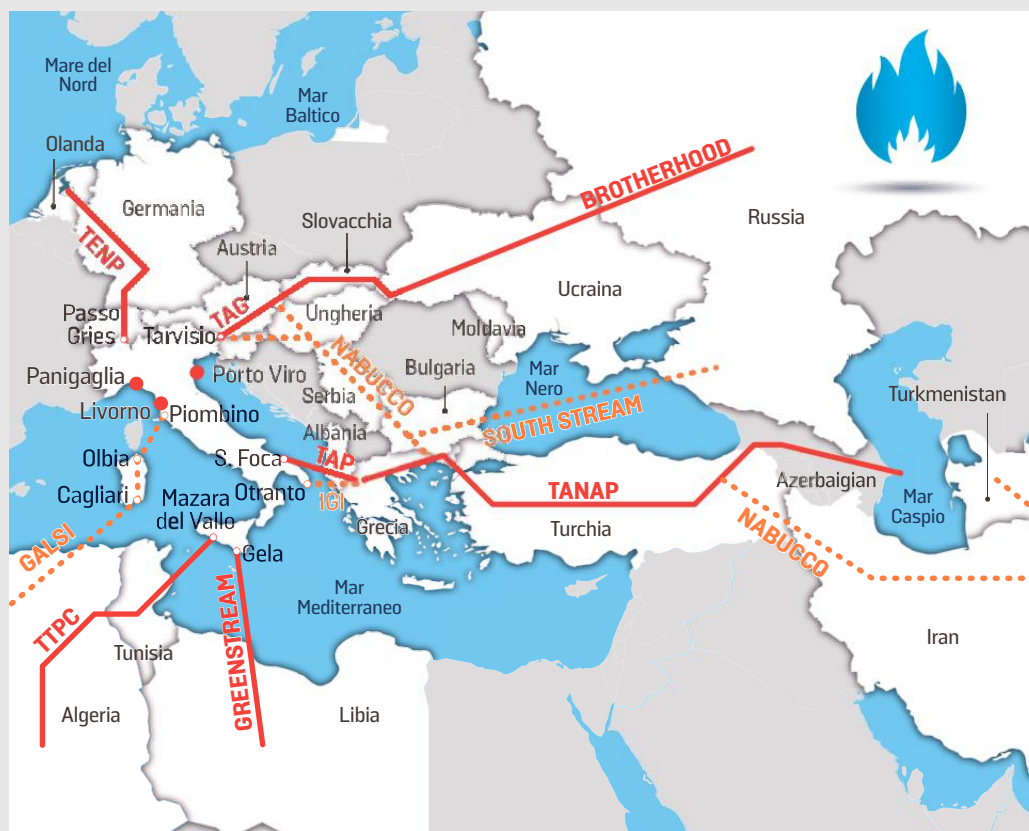 Mare del
Nord
Mar
Baltico
Olanda
BROTHERHOOD
Germania
Slovacchia
Russia
TENP
Austria
Ucraina
Passo
Gries
TAG
Tarvisio
Ungheria
Moldavia
NABUCCO
Panigaglia
Porto Viro
Bulgaria
Mar
Nero
Serbia
Turkmenistan
Livorno
Piombino
SOUTH STREAM
Albania
Olbia
S. Foca
TAP
Azerbaigian
Cagliari
Otranto
IGI
TANAP
Mazara
del Vallo
Grecia
Turchia
Mar
Caspio
GALSI
Gela
NABUCCO
Mar
Mediterraneo
TTPC
GREENSTREAM
Tunisia
Iran
Algeria
Libia